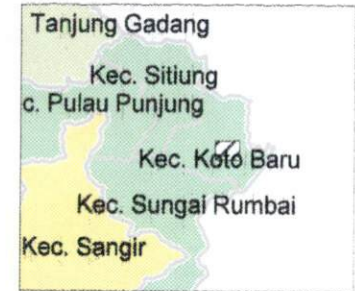 Tanjung Gadang
Kec. Sitiung
c. Pulau Punjung
Kec. Koto Baru
Kec. Sungai Rumbai
Kec. Sangir